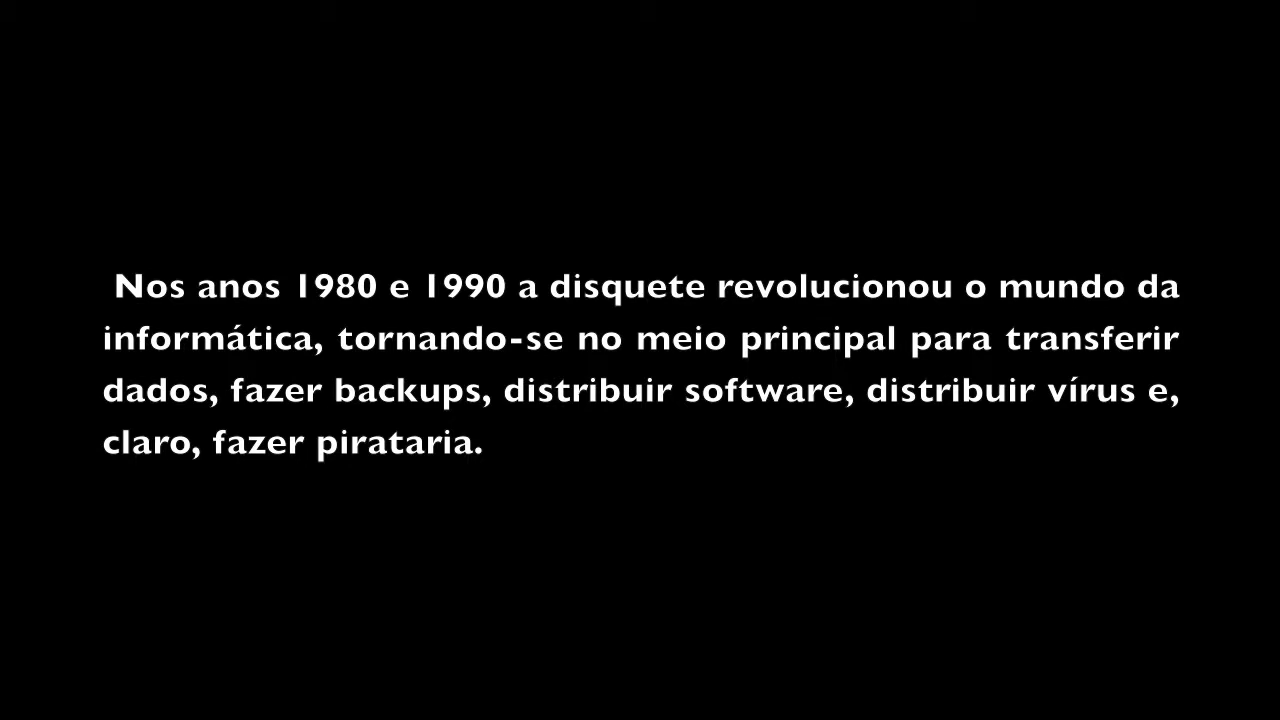 Nos anos 1980 e 1990 a disquete revolucionou o mundo da
informática, tornando-se no meio principal para transferir
dados, fazer backups, distribuir software, distribuir vírus e,
claro, fazer pirataria.